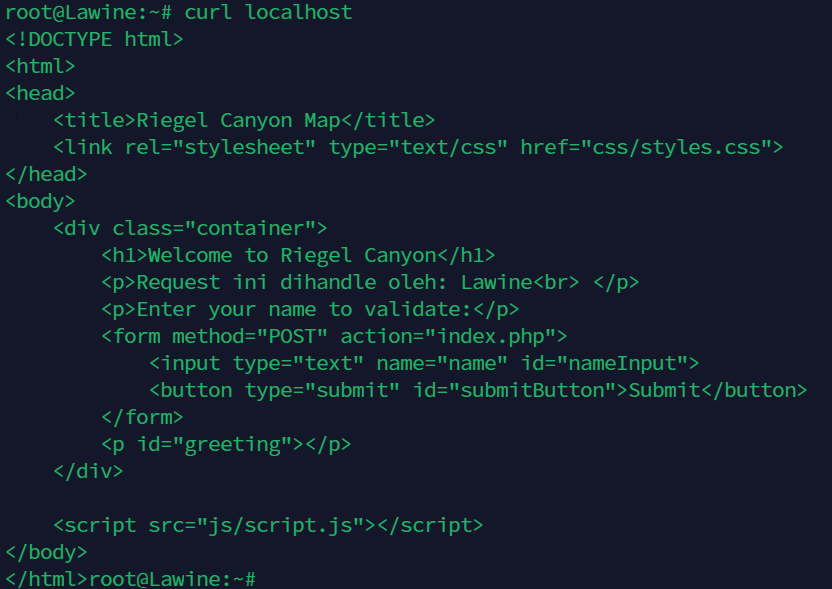 root@Lawine:~# curl localhost
<!DOCTYPE html>
<html>
<head>
    <title>Riegel Canyon Map</title>
    <link rel="stylesheet" type="text/css" href="css/styles.css">
</head>
<body>
    <div class="container">
        <h1>Welcome to Riegel Canyon</h1>
        <p>Request ini dihandle oleh: Lawine<br> </p>
        <p>Enter your name to validate:</p>
        <form method="POST" action="index.php">
            <input type="text" name="name" id="nameInput">
            <button type="submit" id="submitButton">Submit</button>
        </form>
        <p id="greeting"></p>
    </div>

    <script src="js/script.js"></script>
</body>
</html>root@Lawine:~#